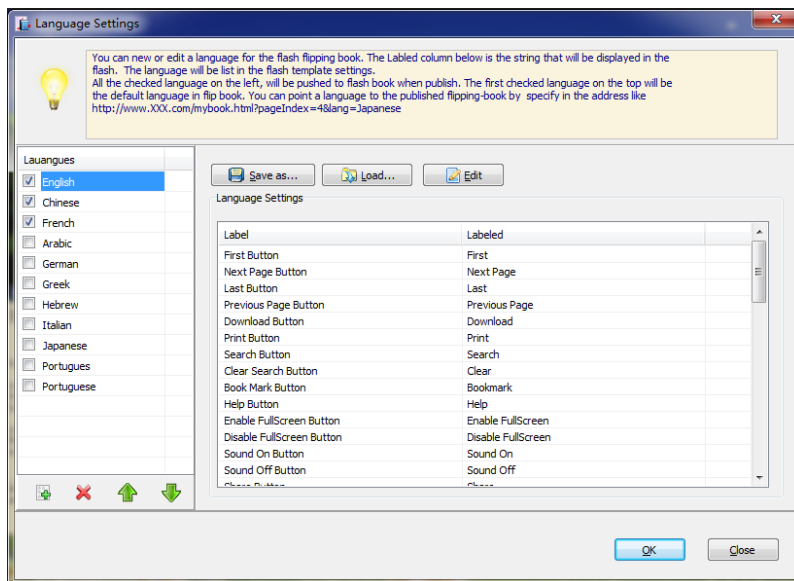 Language Settings
You can new or edit a language for the flash flipping book. The Labled column below is the string that will be displayed in the
flash. The language will be list in the flash template settings.
All the checked language on the left, will be pushed to flash book when publish. The first checked language on the top will be
the default language in flip book. You can point a language to the published flipping-book by specify in the address like
http://www.XXX.com/mybook.html?pageIndex=4&lang=Japanese
Lauangues
English
Chinese
French
Arabic
German
Greek
Hebrew
Italian
Japanese
Portugues
Portuguese
Save as... Load... Edit
Language Settings
Label Labeled
First Button First
Next Page Button Next Page
Last Button Last
Previous Page Button Previous Page
Download Button Download
Print Button Print
Search Button Search
Clear Search Button Clear
Book Mark Button Bookmark
Help Button Help
Enable FullScreen Button Enable FullScreen
Disable FullScreen Button Disable FullScreen
Sound On Button Sound On
Sound Off Button Sound Off
Share Button Share
OK Close